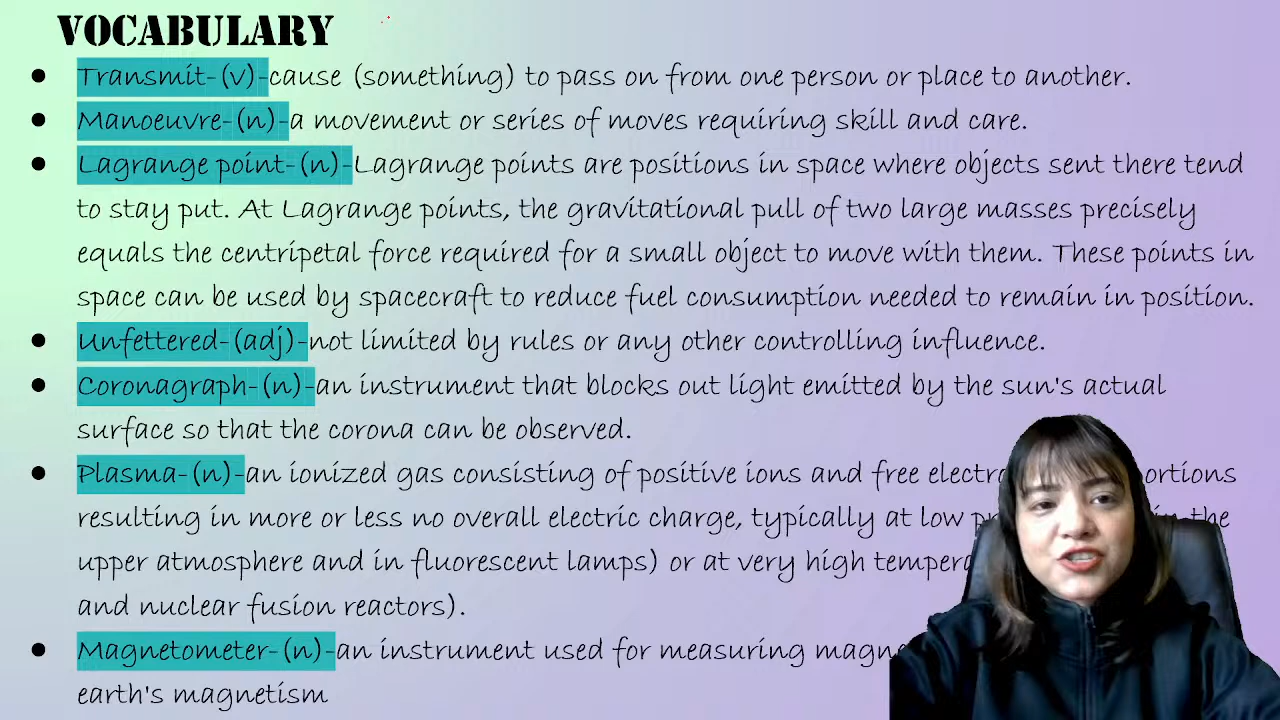 VOCABULARY
● Transmit-(v)-cause (something) to pass on from one person or place to another.
● Manoeuvre-(n)-a movement or series of moves requiring skill and care.
● Lagrange point-(n)-Lagrange points are positions in space where objects sent there tend
to stay put. At Lagrange points, the gravitational pull of two large masses precisely
equals the centripetal force required for a small object to move with them. These points in
space can be used by spacecraft to reduce fuel consumption needed to remain in position.
● Unfettered-(adj)-not limited by rules or any other controlling influence.
● Coronagraph-(n)-an instrument that blocks out light emitted by the sun's actual
surface so that the corona can be observed.
● Plasma-(n)-an ionized gas consisting of positive ions and free
resulting in more or less no overall electric charge, typically at low in the
upper atmosphere and in fluorescent lamps) or at very high
and nuclear fusion reactors).
● Magnetometer-(n)-an instrument used for measuring
earth's magnetism